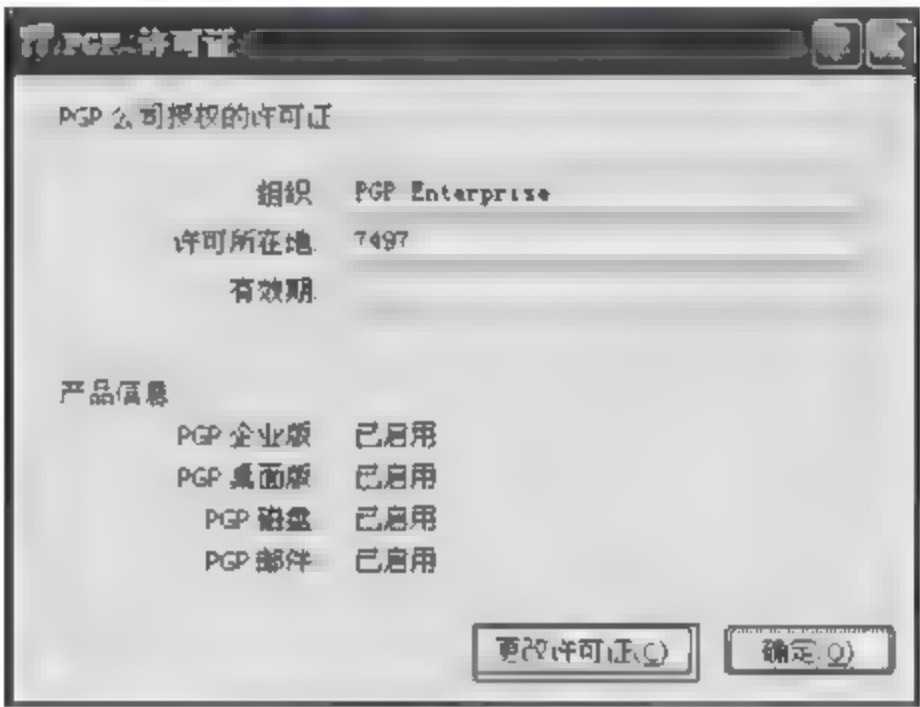 PGP 许可证
PGP 公司授权的许可证
组织 PGP Enterprise
许可所在地: 7497
有效期:
产品信息
PGP 企业版 已启用
PGP 桌面版 已启用
PGP 磁盘 已启用
PGP 邮件 已启用
更改许可证(C) 确定(O)